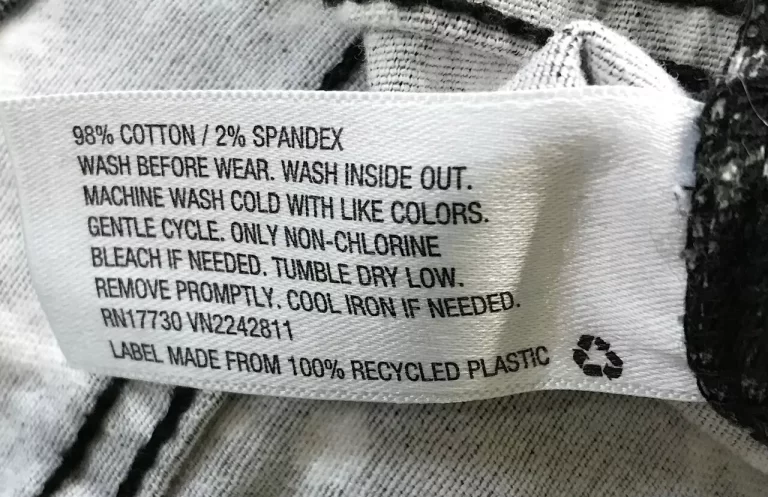 98% COTTON / 2% SPANDEX
WASH BEFORE WEAR. WASH INSIDE OUT.
MACHINE WASH COLD WITH LIKE COLORS.
GENTLE CYCLE. ONLY NON-CHLORINE
BLEACH IF NEEDED. TUMBLE DRY LOW.
REMOVE PROMPTLY. COOL IRON IF NEEDED.
RN17730 VN2242811
LABEL MADE FROM 100% RECYCLED PLASTIC